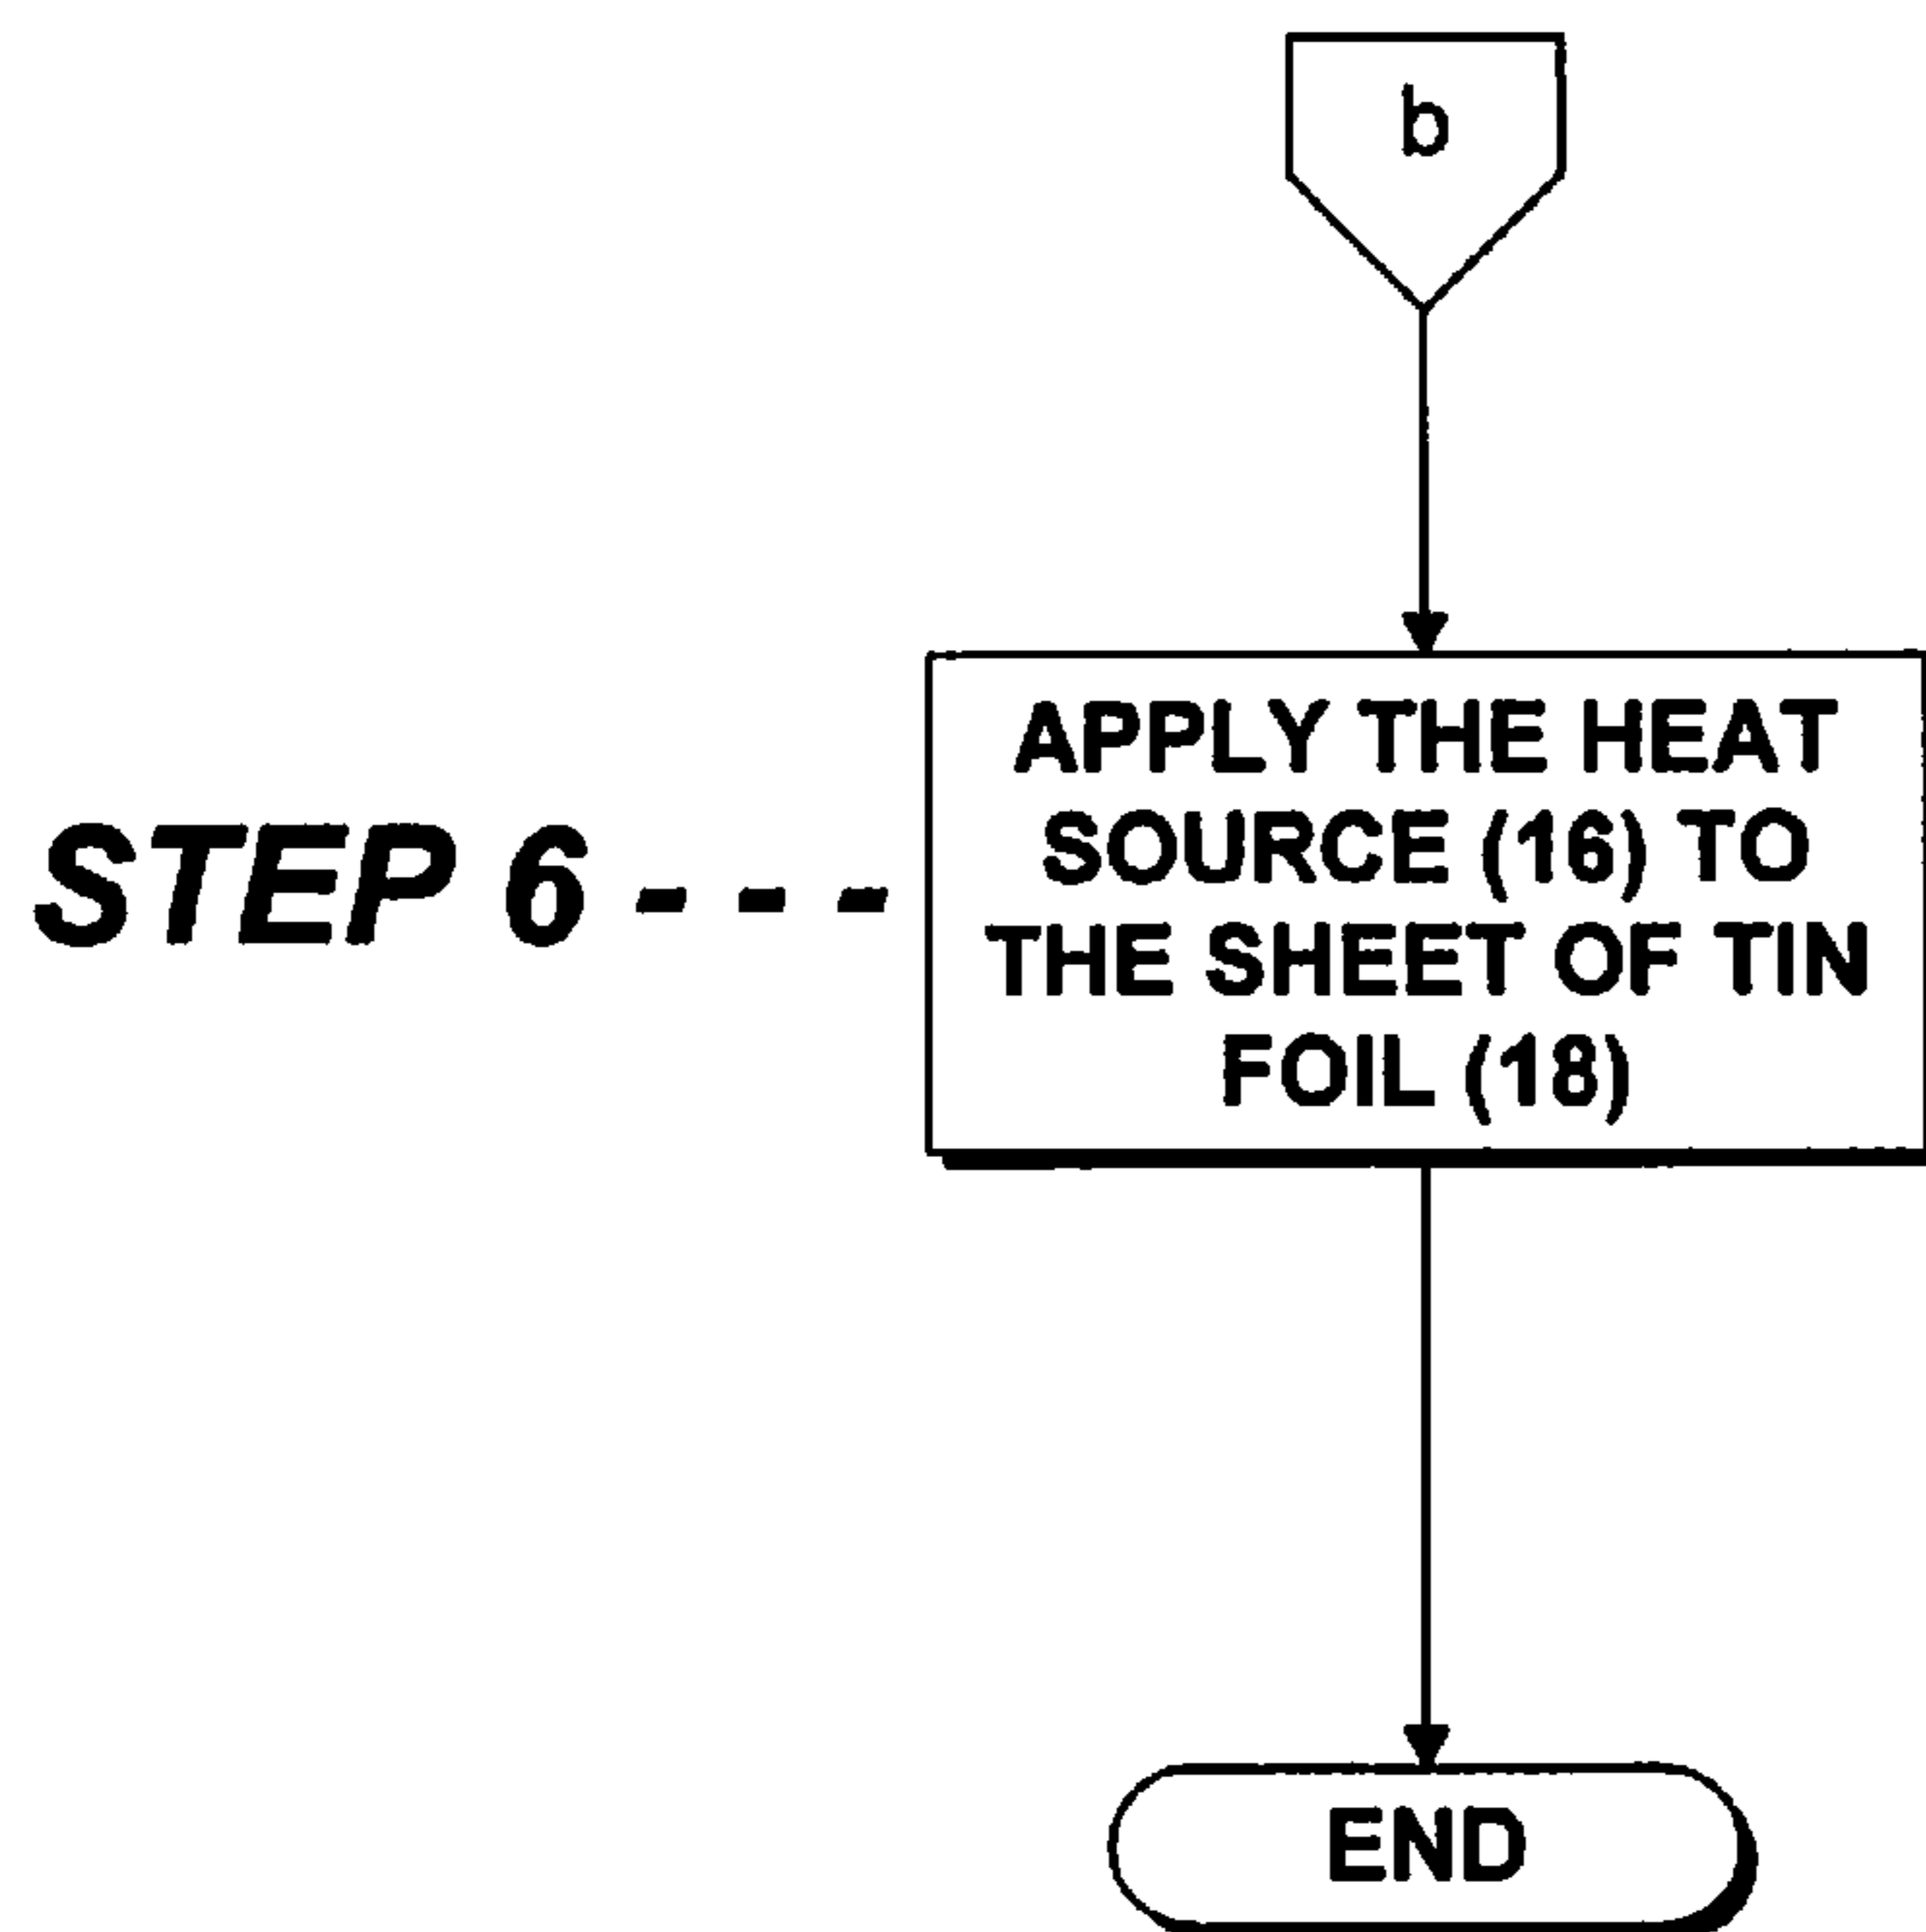 b
APPLY THE HEAT
SOURCE (16) TO
STEP 6 - - -
THE SHEET OF TIN
FOIL (18)
END